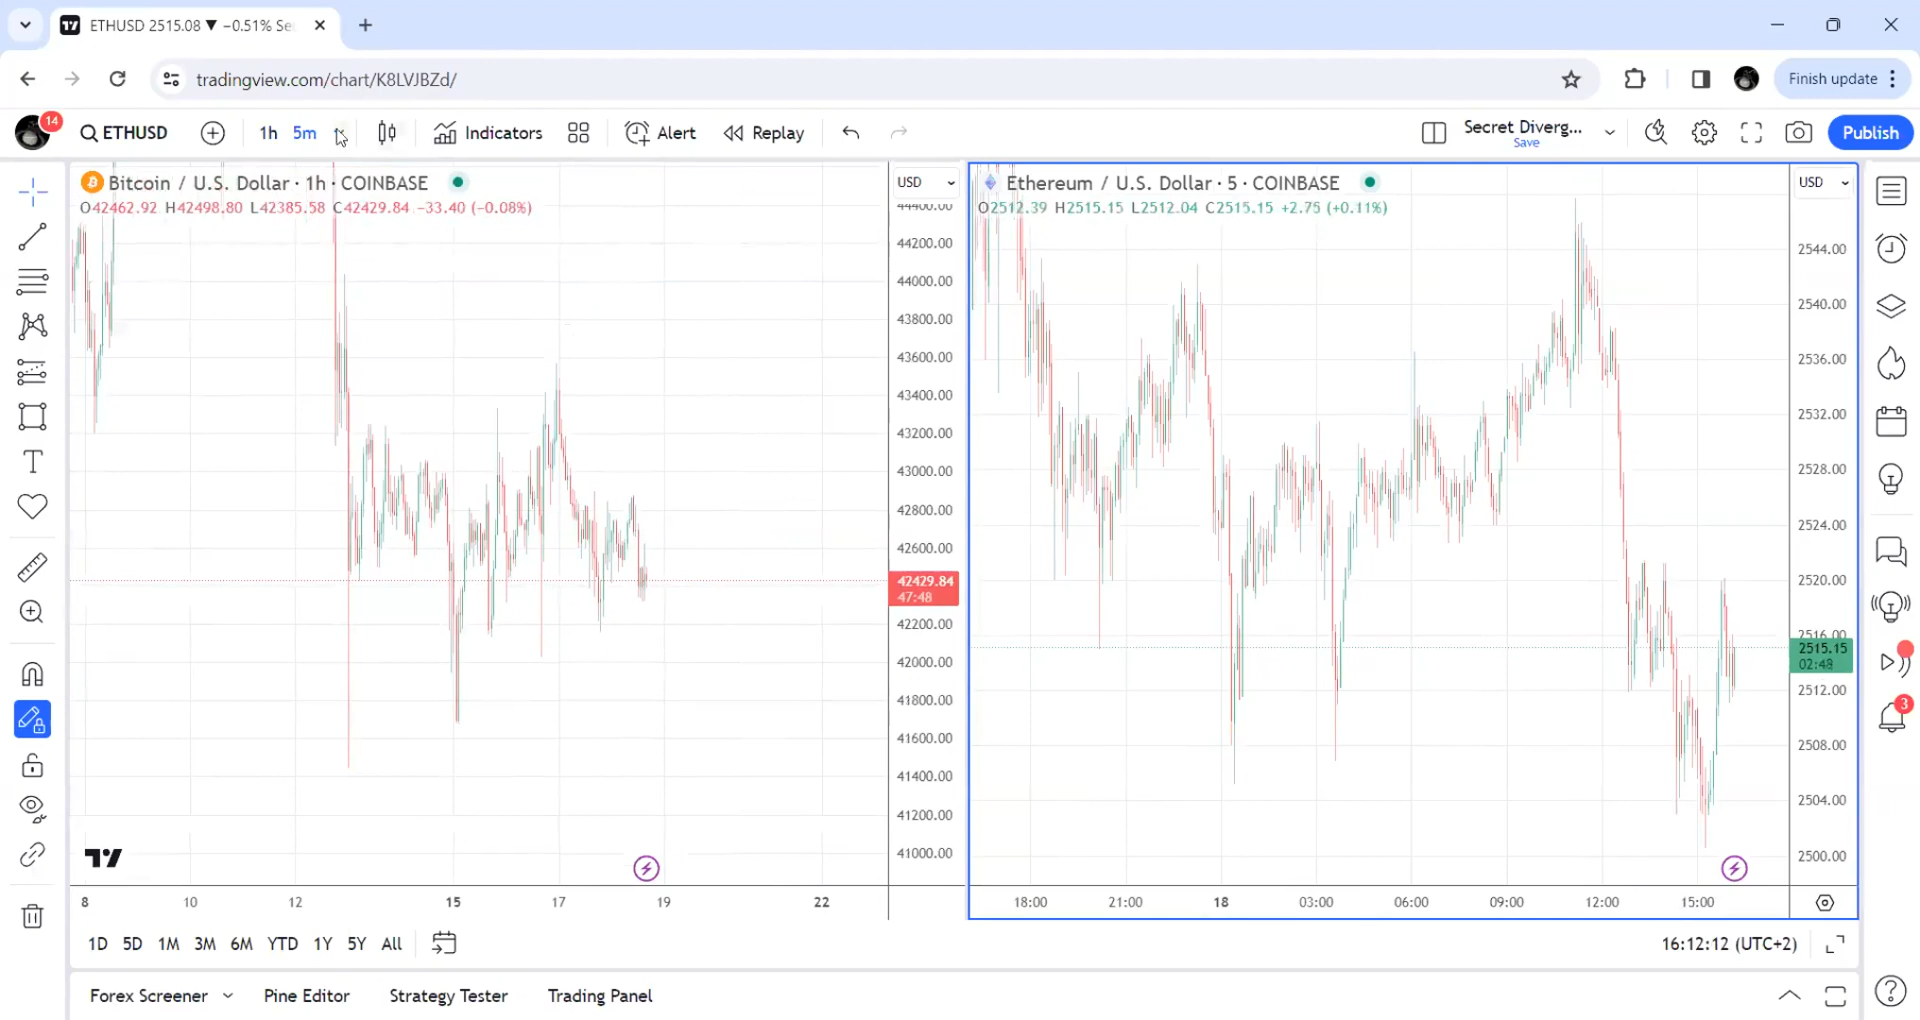 ETHUSD 2515.08 ▼ −0.51% Se
tradingview.com/chart/K8LVJBZd/
Finish update
14
ETHUSD
1h
5m
Indicators
Alert
Replay
Secret Diverg...
Save
Publish
Bitcoin / U.S. Dollar · 1h · COINBASE
O42462.92 H42498.80 L42385.58 C42429.84 −33.40 (−0.08%)
USD
44400.00
44200.00
44000.00
43800.00
43600.00
43400.00
43200.00
43000.00
42800.00
42600.00
42429.84
47:48
42200.00
42000.00
41800.00
41600.00
41400.00
41200.00
41000.00
8 10 12 15 17 19 22
Ethereum / U.S. Dollar · 5 · COINBASE
O2512.39 H2515.15 L2512.04 C2515.15 +2.75 (+0.11%)
USD
2544.00
2540.00
2536.00
2532.00
2528.00
2524.00
2520.00
2516.00
2515.15
02:48
2512.00
2508.00
2504.00
2500.00
18:00 21:00 18 03:00 06:00 09:00 12:00 15:00
3
1D 5D 1M 3M 6M YTD 1Y 5Y All
16:12:12 (UTC+2)
Forex Screener
Pine Editor
Strategy Tester
Trading Panel